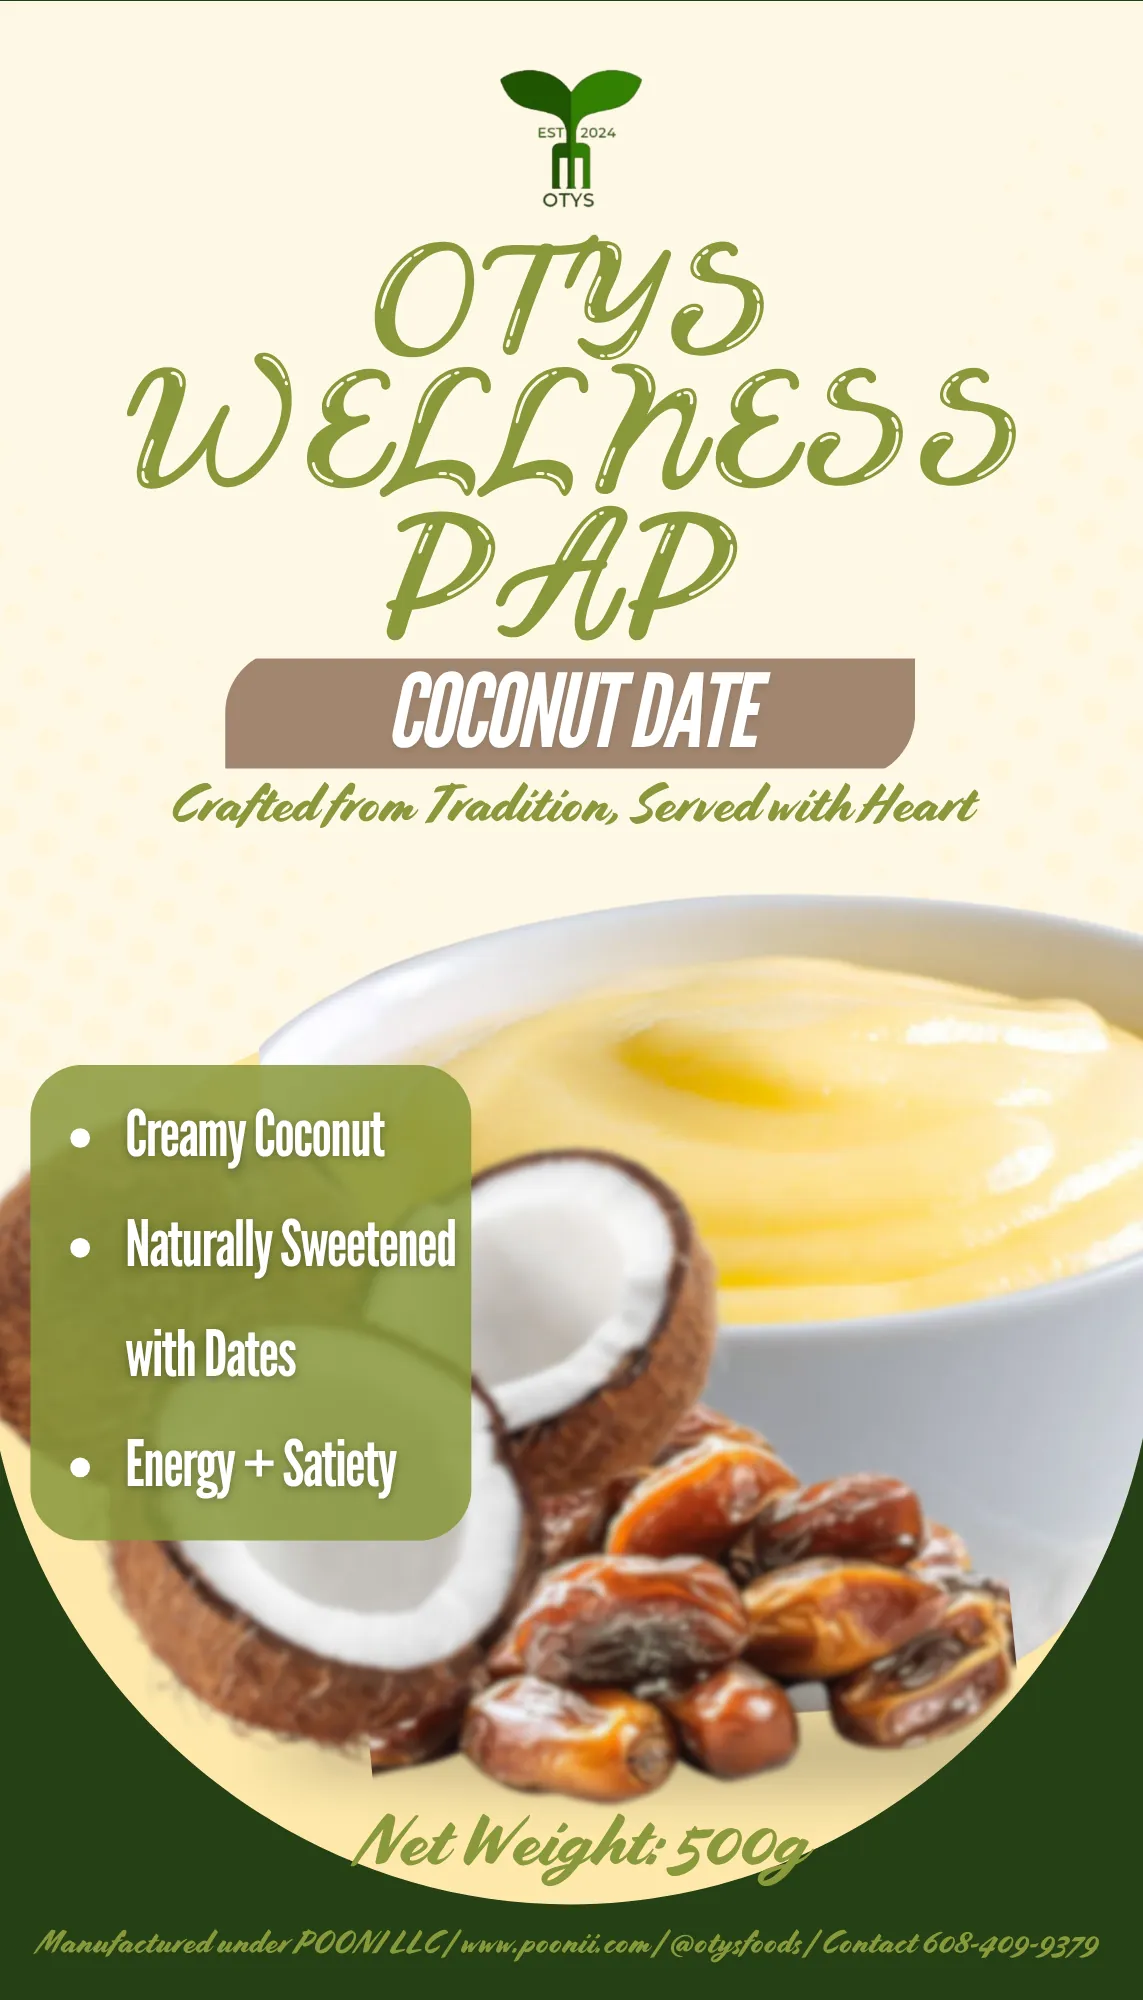 EST 2024
OTYS
OTYS
WELLNESS
PAP
COCONUT DATE
Crafted from Tradition, Served with Heart
• Creamy Coconut
• Naturally Sweetened
with Dates
• Energy + Satiety
Net Weight: 500g
Manufactured under POONI LLC | www.poonii.com | @otysfoods | Contact 608-409-9379